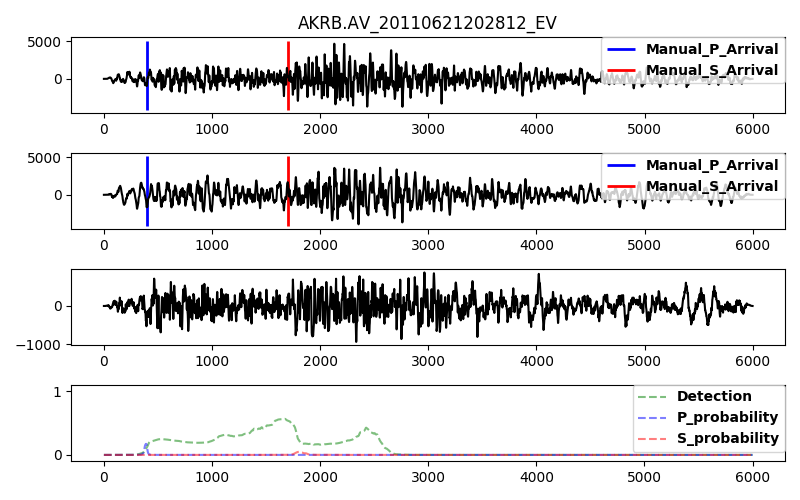 AKRB.AV_20110621202812_EV
5000
0
Manual_P_Arrival
Manual_S_Arrival
0 1000 2000 3000 4000 5000 6000
5000
0
Manual_P_Arrival
Manual_S_Arrival
0 1000 2000 3000 4000 5000 6000
0
−1000
0 1000 2000 3000 4000 5000 6000
1
0
Detection
P_probability
S_probability
0 1000 2000 3000 4000 5000 6000